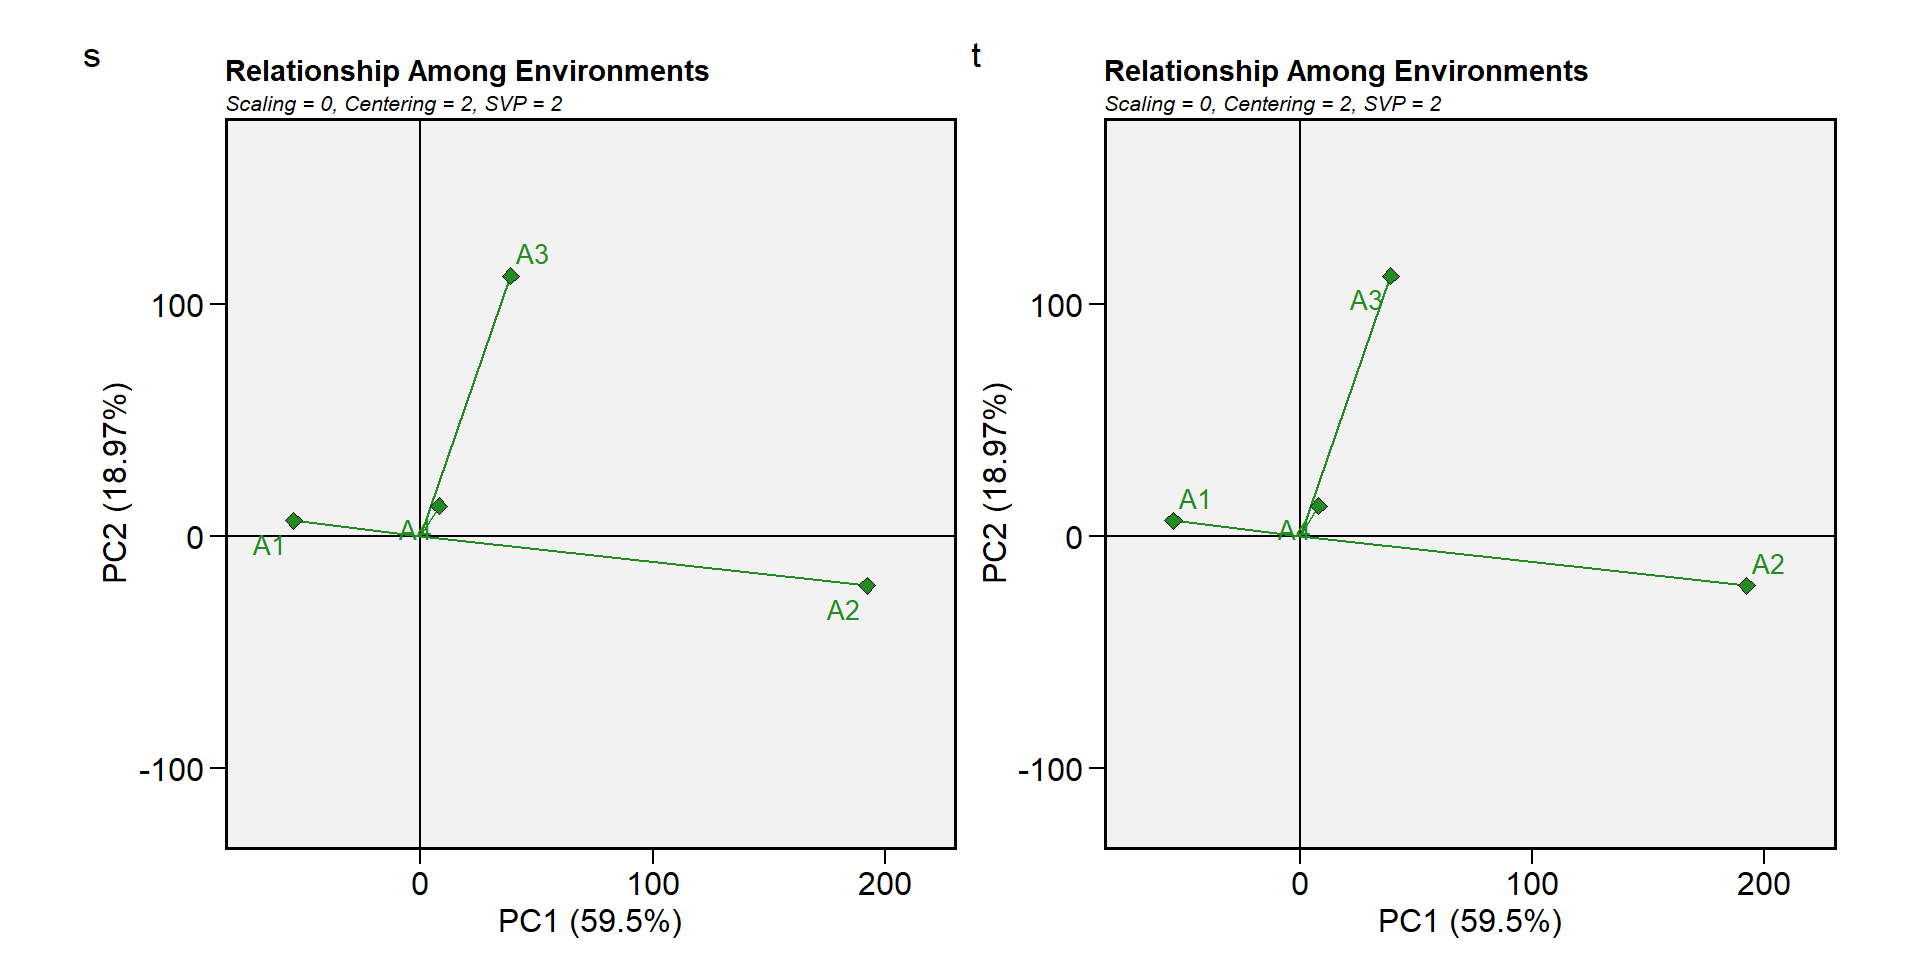 s
Relationship Among Environments
Scaling = 0, Centering = 2, SVP = 2
A3
100
A4
A1
0
A2
-100
0 100 200
PC1 (59.5%)
PC2 (18.97%)
t
Relationship Among Environments
Scaling = 0, Centering = 2, SVP = 2
A3
100
A1
A4
0
A2
-100
0 100 200
PC1 (59.5%)
PC2 (18.97%)